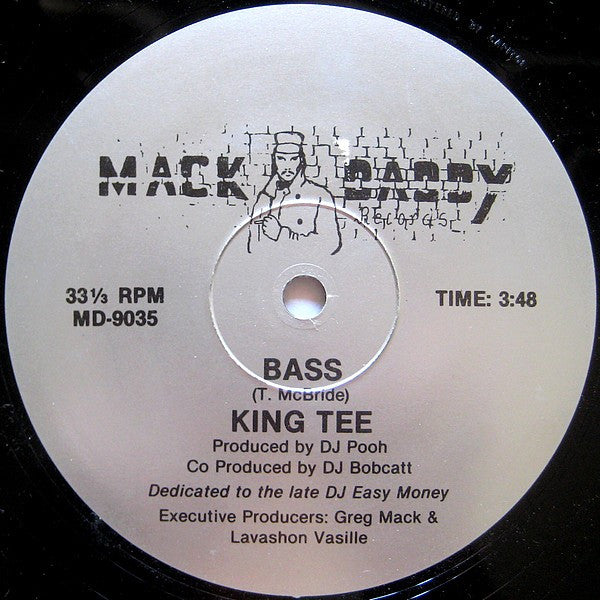 MACK DADDY
Records
33⅓ RPM
MD-9035
TIME: 3:48
BASS
(T. McBride)
KING TEE
Produced by DJ Pooh
Co Produced by DJ Bobcatt
Dedicated to the late DJ Easy Money
Executive Producers: Greg Mack &
Lavashon Vasille